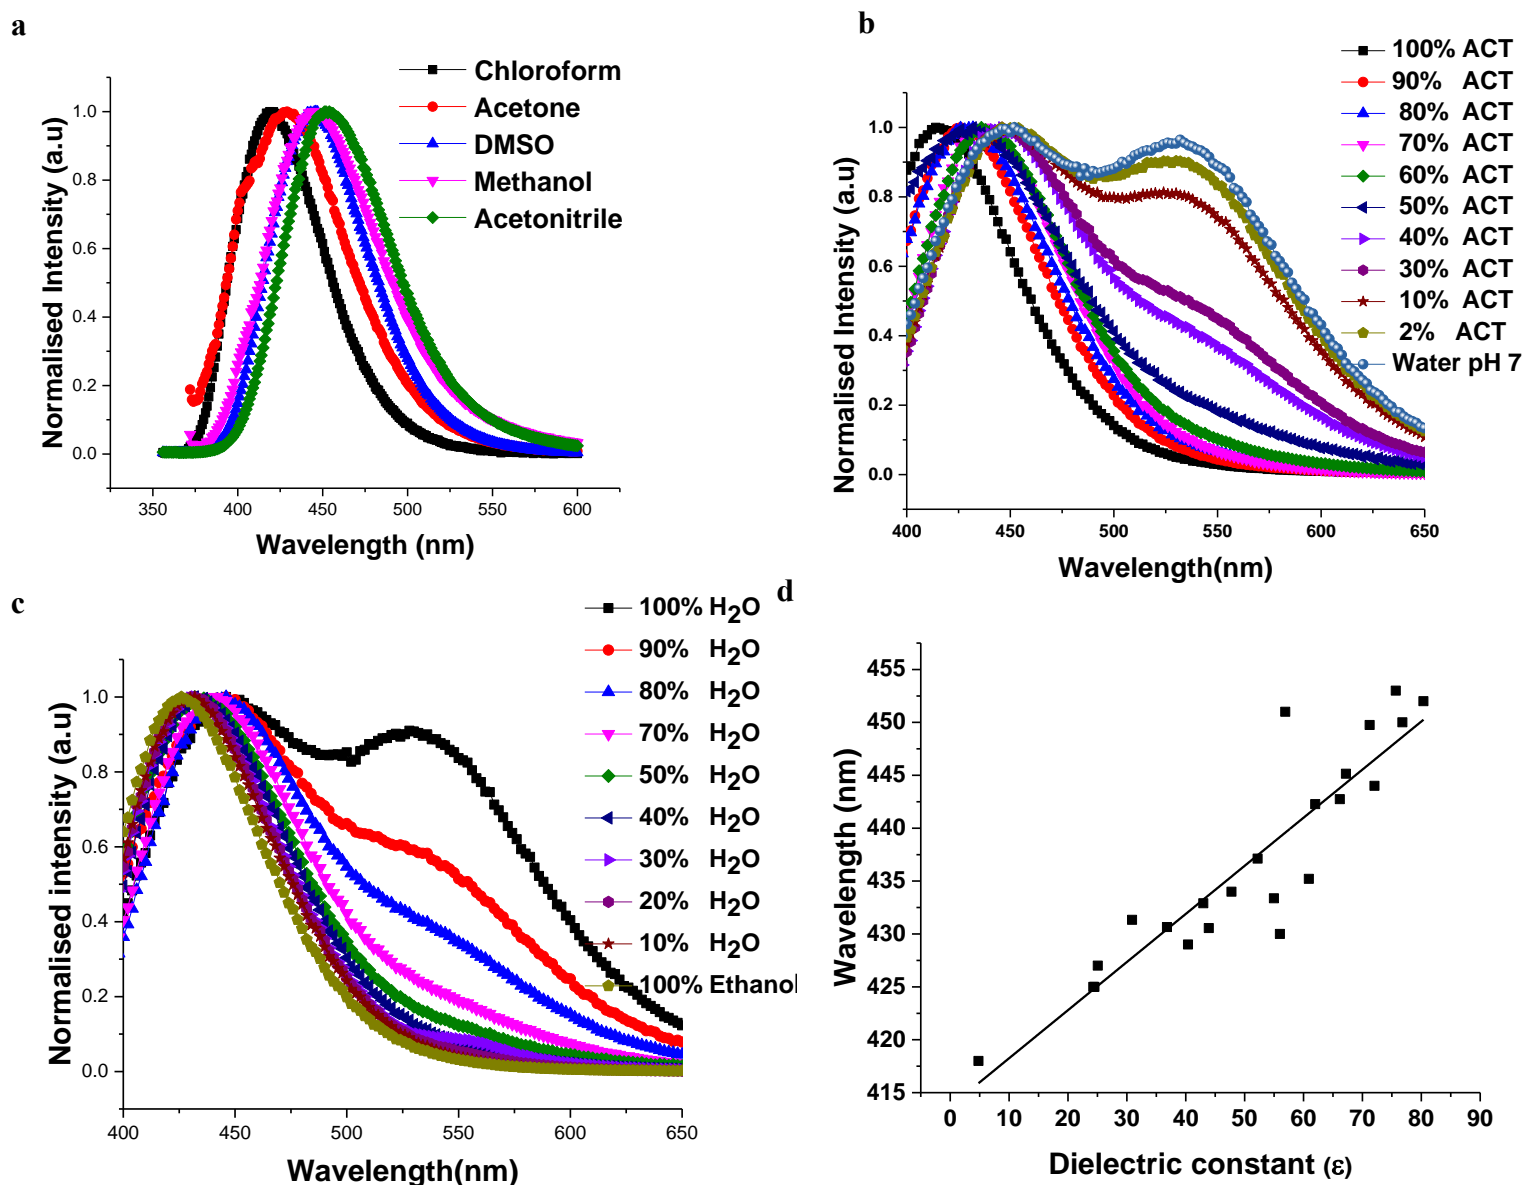 a
Chloroform
Acetone
DMSO
Methanol
Acetonitrile
1.0
0.8
0.6
0.4
0.2
0.0
Normalised Intensity (a.u)
350 400 450 500 550 600
Wavelength (nm)
b
100% ACT
90% ACT
80% ACT
70% ACT
60% ACT
50% ACT
40% ACT
30% ACT
10% ACT
2% ACT
Water pH 7
1.0
0.8
0.6
0.4
0.2
0.0
Normalised Intensity (a.u)
400 450 500 550 600 650
Wavelength(nm)
c
100% H2O
90% H2O
80% H2O
70% H2O
50% H2O
40% H2O
30% H2O
20% H2O
10% H2O
100% Ethanol
1.0
0.8
0.6
0.4
0.2
0.0
Normalised intensity (a.u)
400 450 500 550 600 650
Wavelength(nm)
d
455
450
445
440
435
430
425
420
415
Wavelength (nm)
0 10 20 30 40 50 60 70 80 90
Dielectric constant (ε)